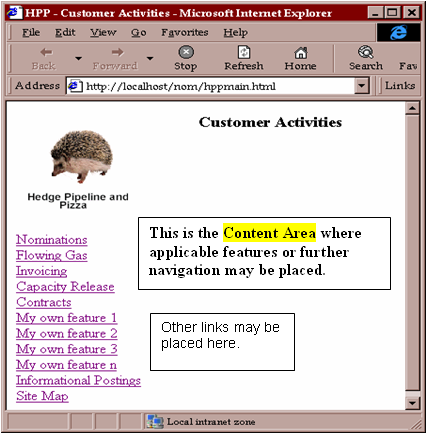 HPP - Customer Activities - Microsoft Internet Explorer
File Edit View Go Favorites Help
Back Forward Stop Refresh Home Search Fav
Address http://localhost/nom/hppmain.html Links
Customer Activities
Hedge Pipeline and
Pizza
This is the Content Area where
applicable features or further
navigation may be placed.
Nominations
Flowing Gas
Invoicing
Capacity Release
Contracts
My own feature 1
My own feature 2
My own feature 3
My own feature n
Informational Postings
Site Map
Other links may be
placed here.
Local intranet zone